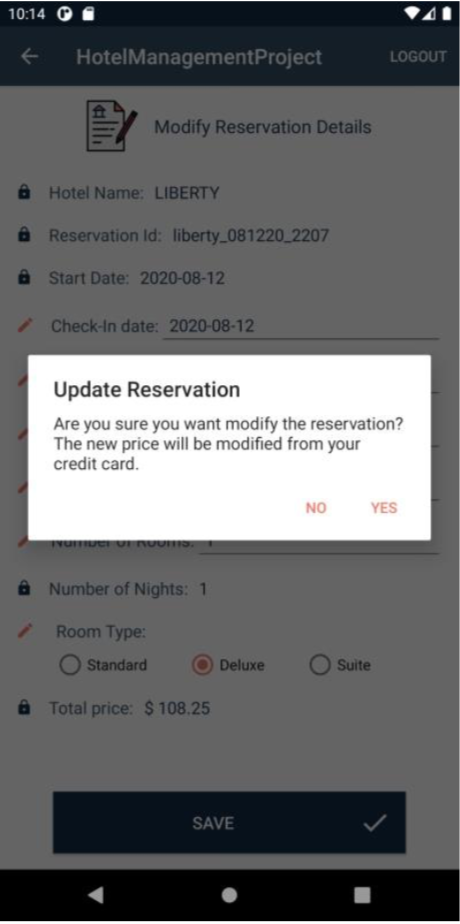 10:14
HotelManagementProject
LOGOUT
Modify Reservation Details
Hotel Name: LIBERTY
Reservation Id: liberty_081220_2207
Start Date: 2020-08-12
Check-In date: 2020-08-12
Update Reservation
Are you sure you want modify the reservation?
The new price will be modified from your
credit card.
NO YES
Number of Rooms: 1
Number of Nights: 1
Room Type:
Standard Deluxe Suite
Total price: $ 108.25
SAVE